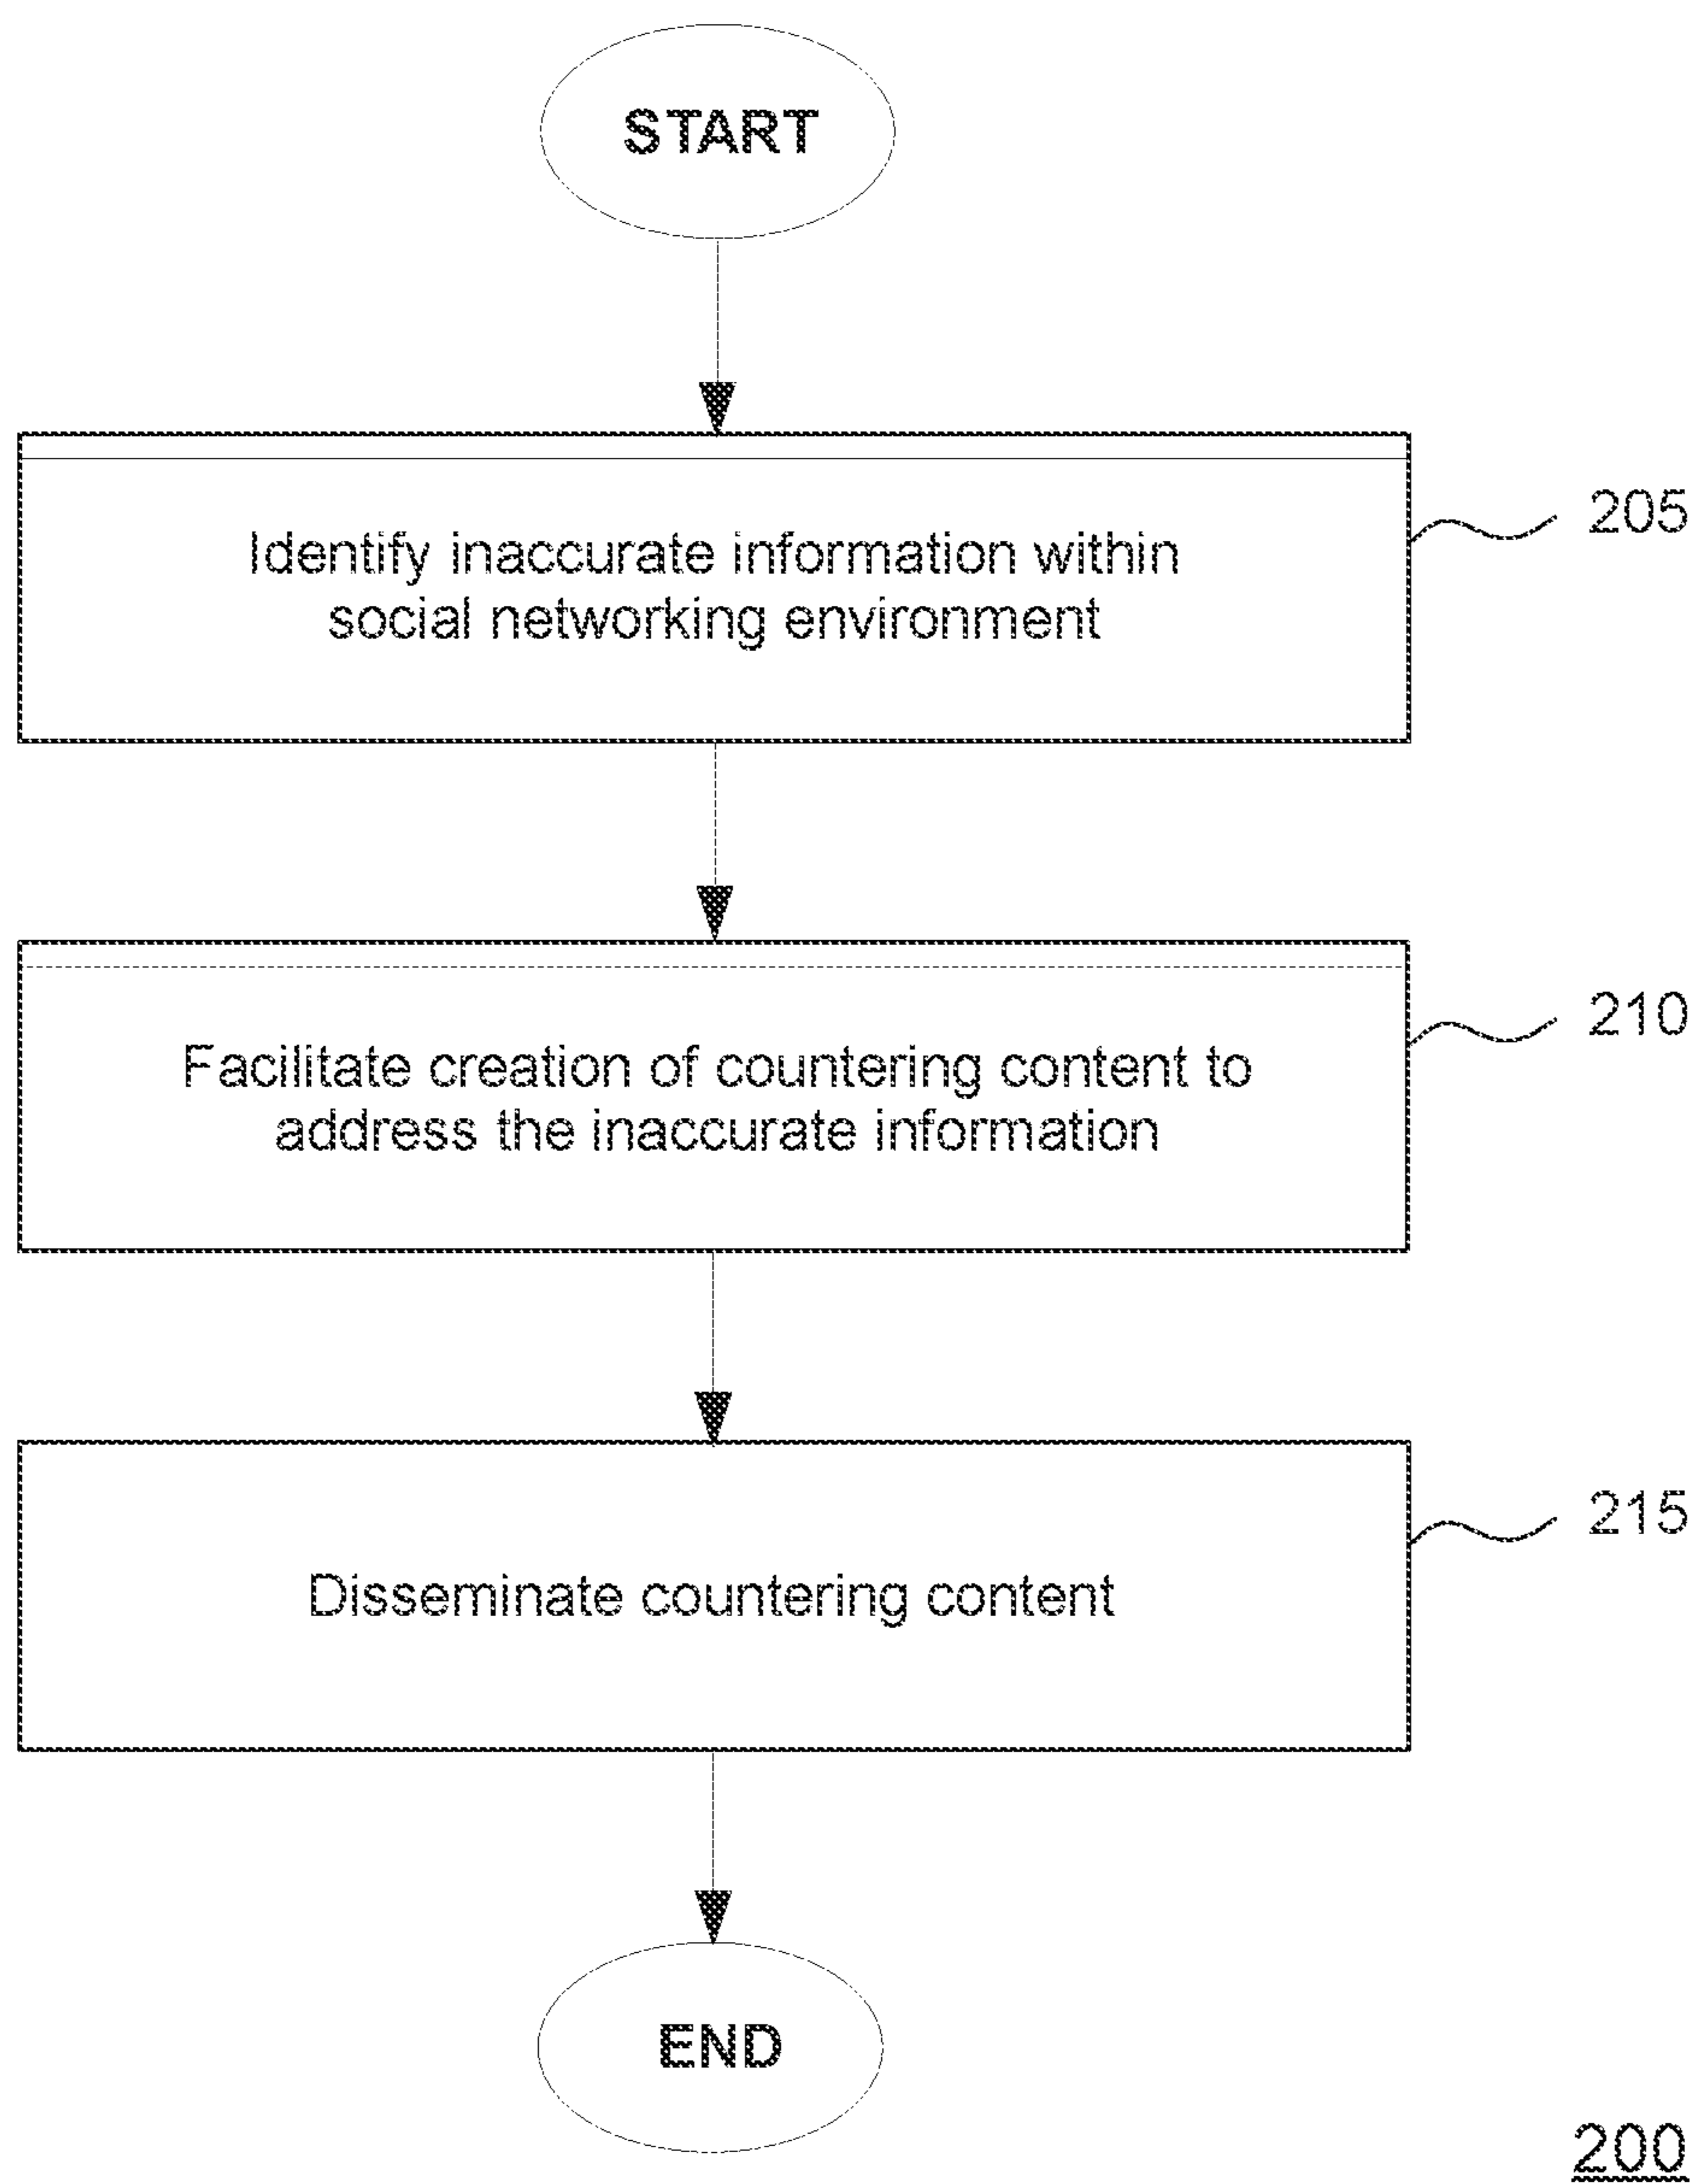 START
Identify inaccurate information within
social networking environment
205
Facilitate creation of countering content to
address the inaccurate information
210
Disseminate countering content
215
END
200